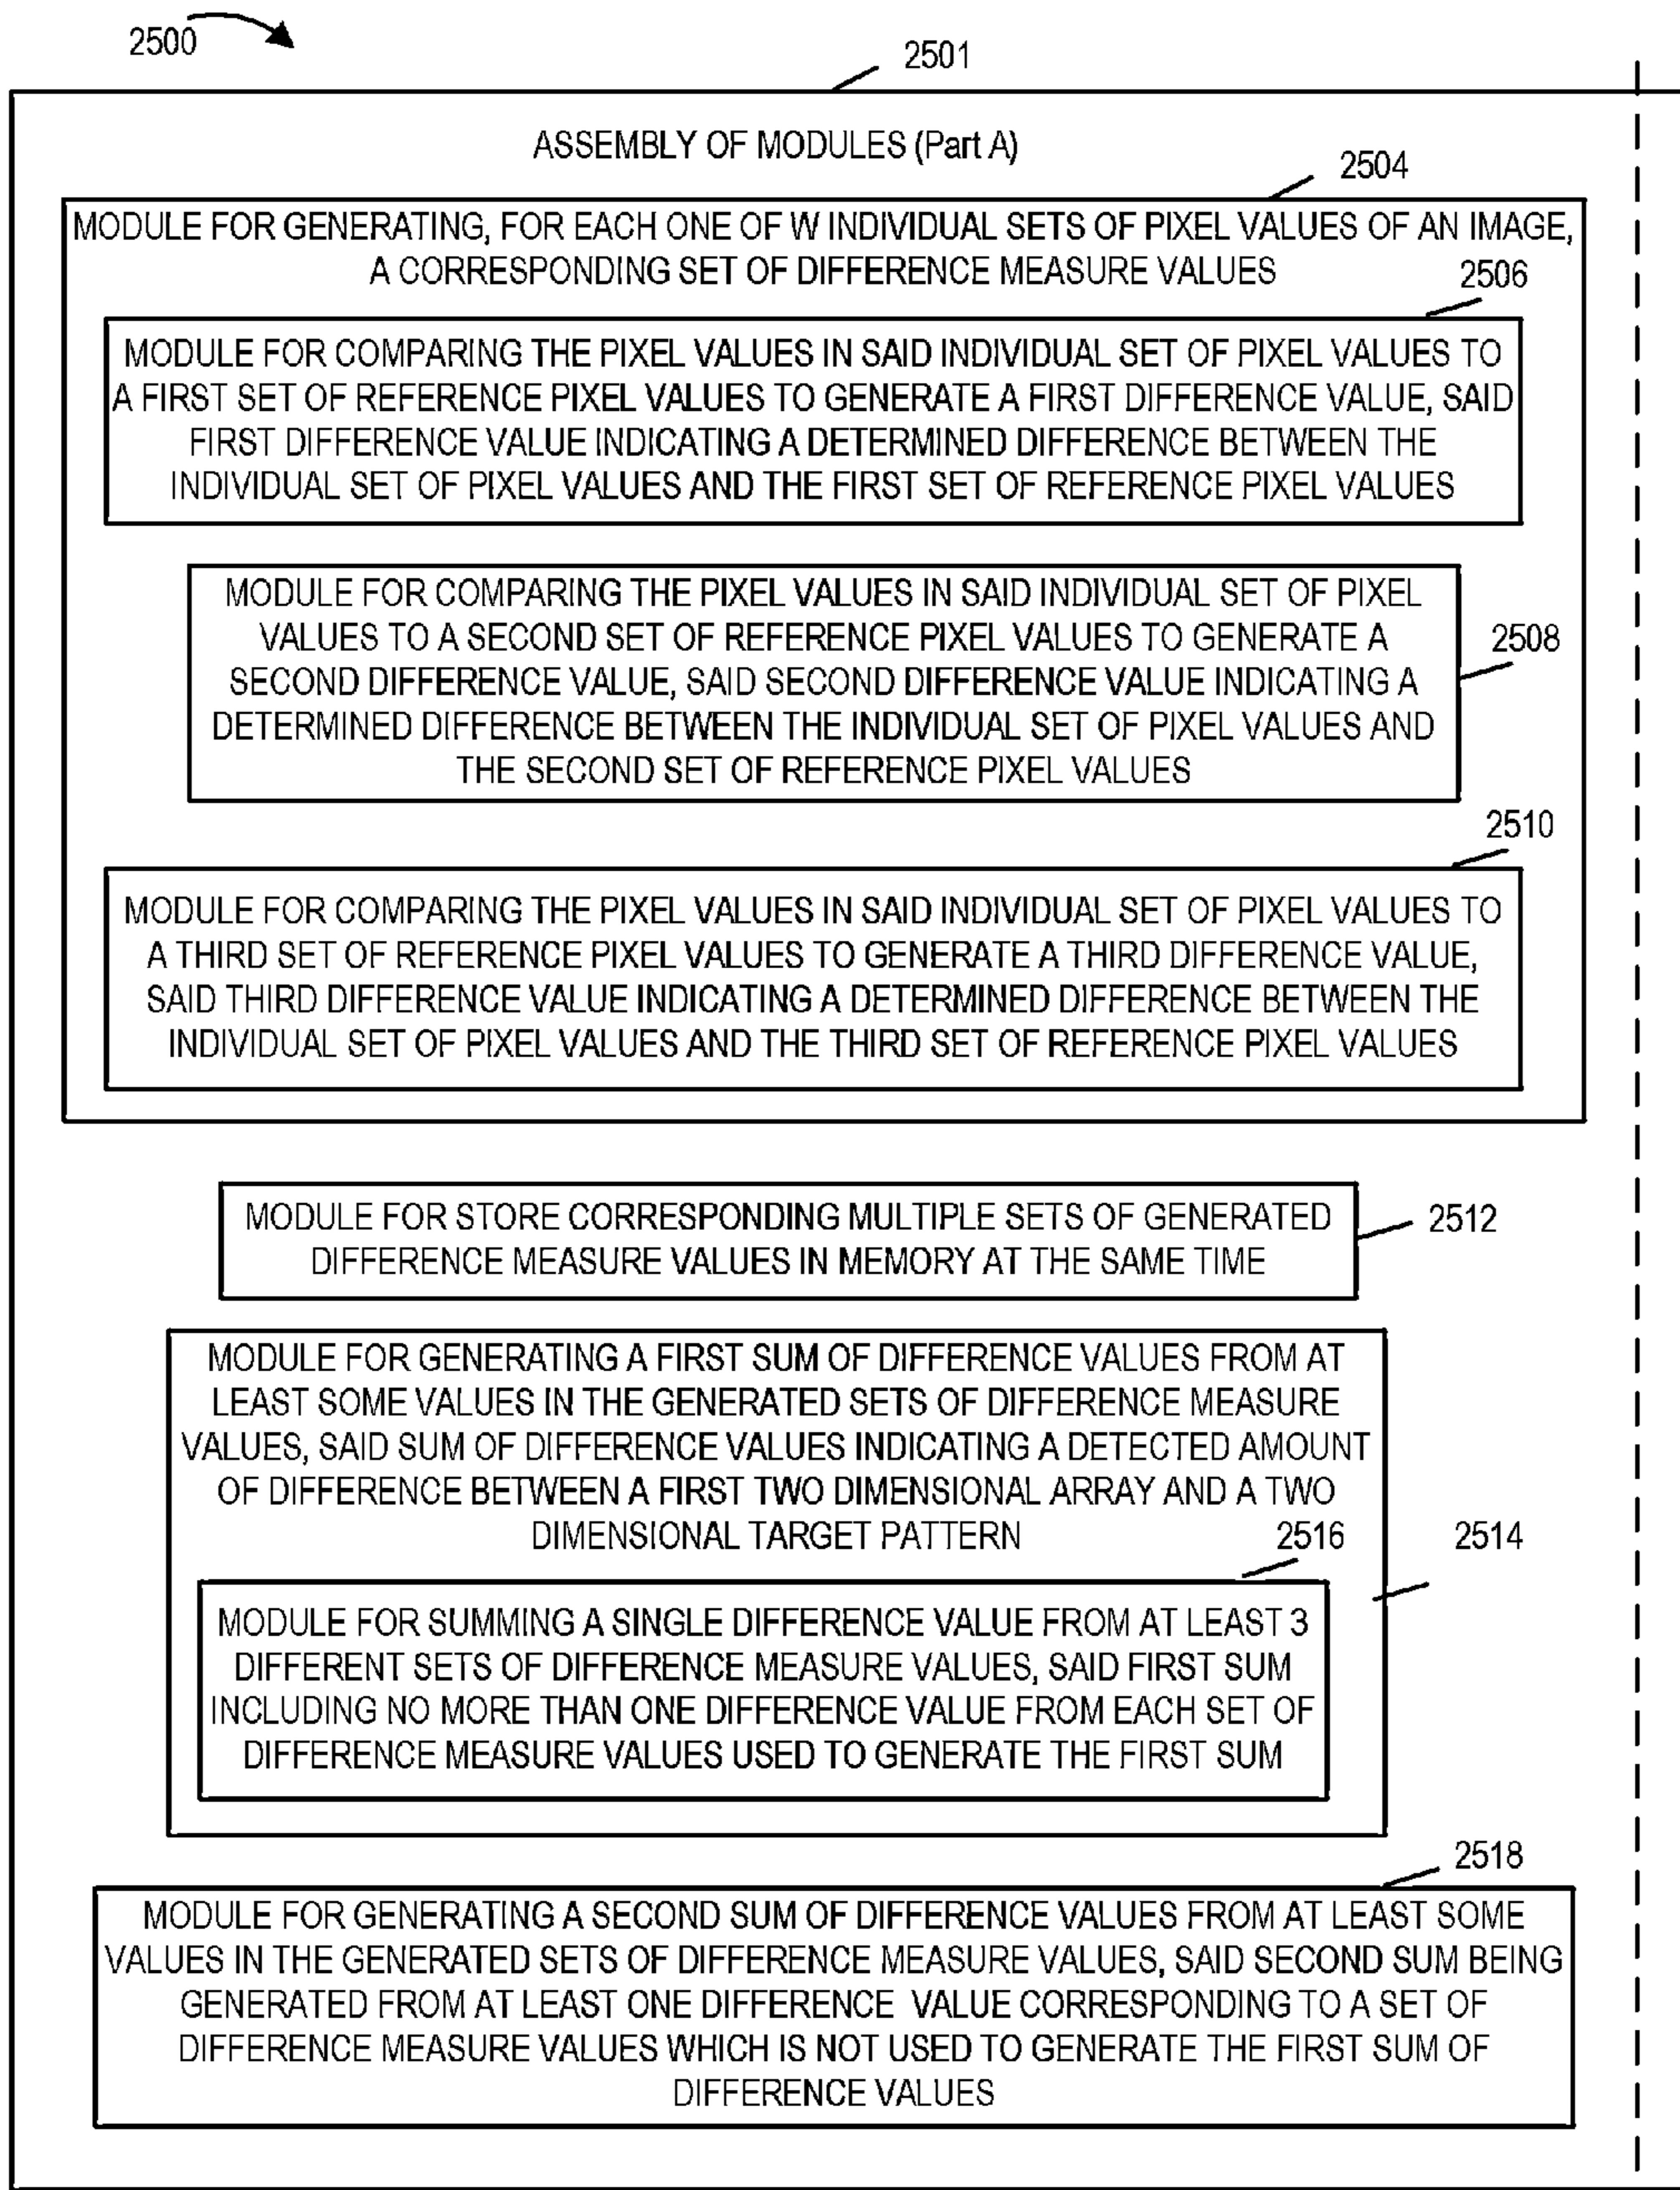 2500
2501
ASSEMBLY OF MODULES (Part A)
2504
MODULE FOR GENERATING, FOR EACH ONE OF W INDIVIDUAL SETS OF PIXEL VALUES OF AN IMAGE,
A CORRESPONDING SET OF DIFFERENCE MEASURE VALUES
2506
MODULE FOR COMPARING THE PIXEL VALUES IN SAID INDIVIDUAL SET OF PIXEL VALUES TO
A FIRST SET OF REFERENCE PIXEL VALUES TO GENERATE A FIRST DIFFERENCE VALUE, SAID
FIRST DIFFERENCE VALUE INDICATING A DETERMINED DIFFERENCE BETWEEN THE
INDIVIDUAL SET OF PIXEL VALUES AND THE FIRST SET OF REFERENCE PIXEL VALUES
MODULE FOR COMPARING THE PIXEL VALUES IN SAID INDIVIDUAL SET OF PIXEL
VALUES TO A SECOND SET OF REFERENCE PIXEL VALUES TO GENERATE A
SECOND DIFFERENCE VALUE, SAID SECOND DIFFERENCE VALUE INDICATING A
DETERMINED DIFFERENCE BETWEEN THE INDIVIDUAL SET OF PIXEL VALUES AND
THE SECOND SET OF REFERENCE PIXEL VALUES
2508
2510
MODULE FOR COMPARING THE PIXEL VALUES IN SAID INDIVIDUAL SET OF PIXEL VALUES TO
A THIRD SET OF REFERENCE PIXEL VALUES TO GENERATE A THIRD DIFFERENCE VALUE,
SAID THIRD DIFFERENCE VALUE INDICATING A DETERMINED DIFFERENCE BETWEEN THE
INDIVIDUAL SET OF PIXEL VALUES AND THE THIRD SET OF REFERENCE PIXEL VALUES
MODULE FOR STORE CORRESPONDING MULTIPLE SETS OF GENERATED
DIFFERENCE MEASURE VALUES IN MEMORY AT THE SAME TIME
2512
MODULE FOR GENERATING A FIRST SUM OF DIFFERENCE VALUES FROM AT
LEAST SOME VALUES IN THE GENERATED SETS OF DIFFERENCE MEASURE
VALUES, SAID SUM OF DIFFERENCE VALUES INDICATING A DETECTED AMOUNT
OF DIFFERENCE BETWEEN A FIRST TWO DIMENSIONAL ARRAY AND A TWO
DIMENSIONAL TARGET PATTERN
2516
2514
MODULE FOR SUMMING A SINGLE DIFFERENCE VALUE FROM AT LEAST 3
DIFFERENT SETS OF DIFFERENCE MEASURE VALUES, SAID FIRST SUM
INCLUDING NO MORE THAN ONE DIFFERENCE VALUE FROM EACH SET OF
DIFFERENCE MEASURE VALUES USED TO GENERATE THE FIRST SUM
2518
MODULE FOR GENERATING A SECOND SUM OF DIFFERENCE VALUES FROM AT LEAST SOME
VALUES IN THE GENERATED SETS OF DIFFERENCE MEASURE VALUES, SAID SECOND SUM BEING
GENERATED FROM AT LEAST ONE DIFFERENCE VALUE CORRESPONDING TO A SET OF
DIFFERENCE MEASURE VALUES WHICH IS NOT USED TO GENERATE THE FIRST SUM OF
DIFFERENCE VALUES